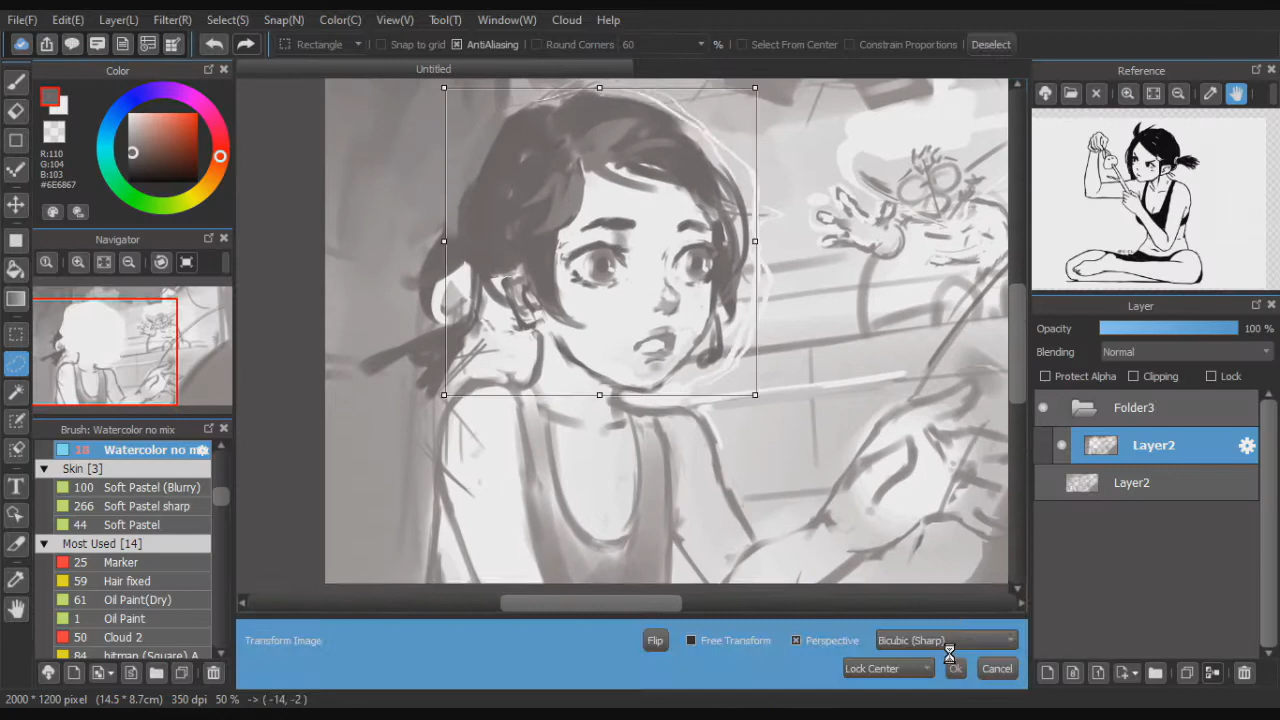 File(F) Edit(E) Layer(L) Filter(R) Select(S) Snap(N) Color(C) View(V) Tool(T) Window(W) Cloud Help
Rectangle Snap to grid AntiAliasing Round Corners 60 % Select From Center Constrain Proportions Deselect
Color
Untitled
Reference
R:110
G:104
B:103
#6E6867
Navigator
Layer
Opacity 100 %
Blending Normal
Protect Alpha Clipping Lock
Folder3
Layer2
Layer2
Brush: Watercolor no mix
18 Watercolor no mix
Skin [3]
100 Soft Pastel (Blurry)
266 Soft Pastel sharp
44 Soft Pastel
Most Used [14]
25 Marker
59 Hair fixed
61 Oil Paint(Dry)
1 Oil Paint
50 Cloud 2
84 bitmap (Square) A
Transform Image Flip Free Transform Perspective Bicubic (Sharp)
Lock Center Ok Cancel
2000 * 1200 pixel (14.5 * 8.7cm) 350 dpi 50 % -> ( -14, -2 )